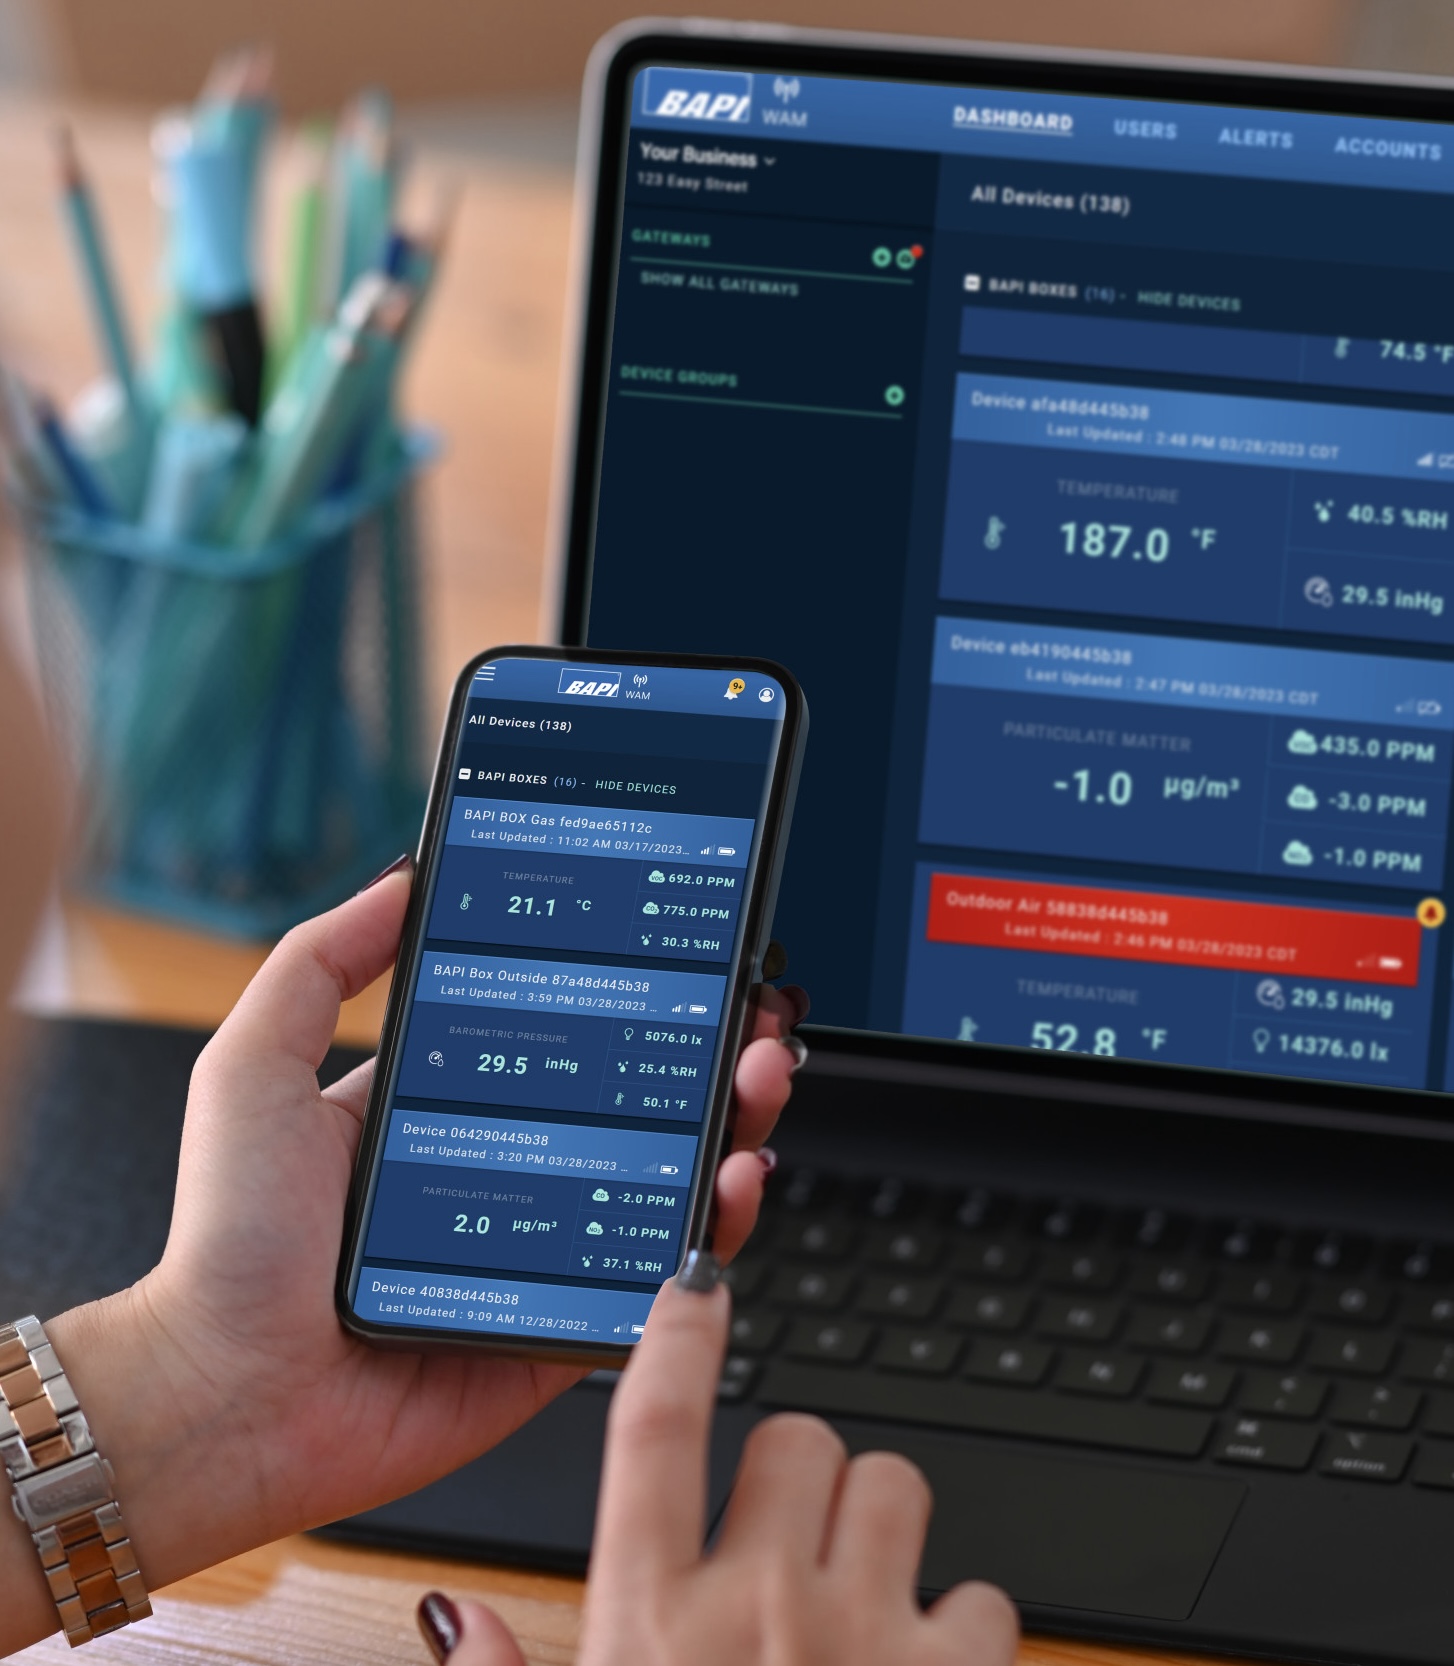 BAPI
WAM
DASHBOARD
USERS
ALERTS
ACCOUNTS
Your Business
123 Easy Street
GATEWAYS
SHOW ALL GATEWAYS
DEVICE GROUPS
All Devices (138)
BAPI BOXES (16) - HIDE DEVICES
74.5 °F
Device afa48d445b38
Last Updated : 2:48 PM 03/28/2023 CDT
TEMPERATURE
187.0 °F
40.5 %RH
29.5 inHg
Device eb4190445b38
Last Updated : 2:47 PM 03/28/2023 CDT
PARTICULATE MATTER
-1.0 µg/m³
435.0 PPM
-3.0 PPM
-1.0 PPM
Outdoor Air 58838d445b38
Last Updated : 2:46 PM 03/28/2023 CDT
TEMPERATURE
52.8 °F
29.5 inHg
14376.0 lx
BAPI
WAM
9+
All Devices (138)
BAPI BOXES (16) - HIDE DEVICES
BAPI BOX Gas fed9ae65112c
Last Updated : 11:02 AM 03/17/2023...
TEMPERATURE
21.1 °C
VOC 692.0 PPM
CO2 775.0 PPM
30.3 %RH
BAPI Box Outside 87a48d445b38
Last Updated : 3:59 PM 03/28/2023 ...
BAROMETRIC PRESSURE
29.5 inHg
5076.0 lx
25.4 %RH
50.1 °F
Device 064290445b38
Last Updated : 3:20 PM 03/28/2023 ...
PARTICULATE MATTER
2.0 µg/m³
CO -2.0 PPM
NO2 -1.0 PPM
37.1 %RH
Device 40838d445b38
Last Updated : 9:09 AM 12/28/2022 ...
cmd
option